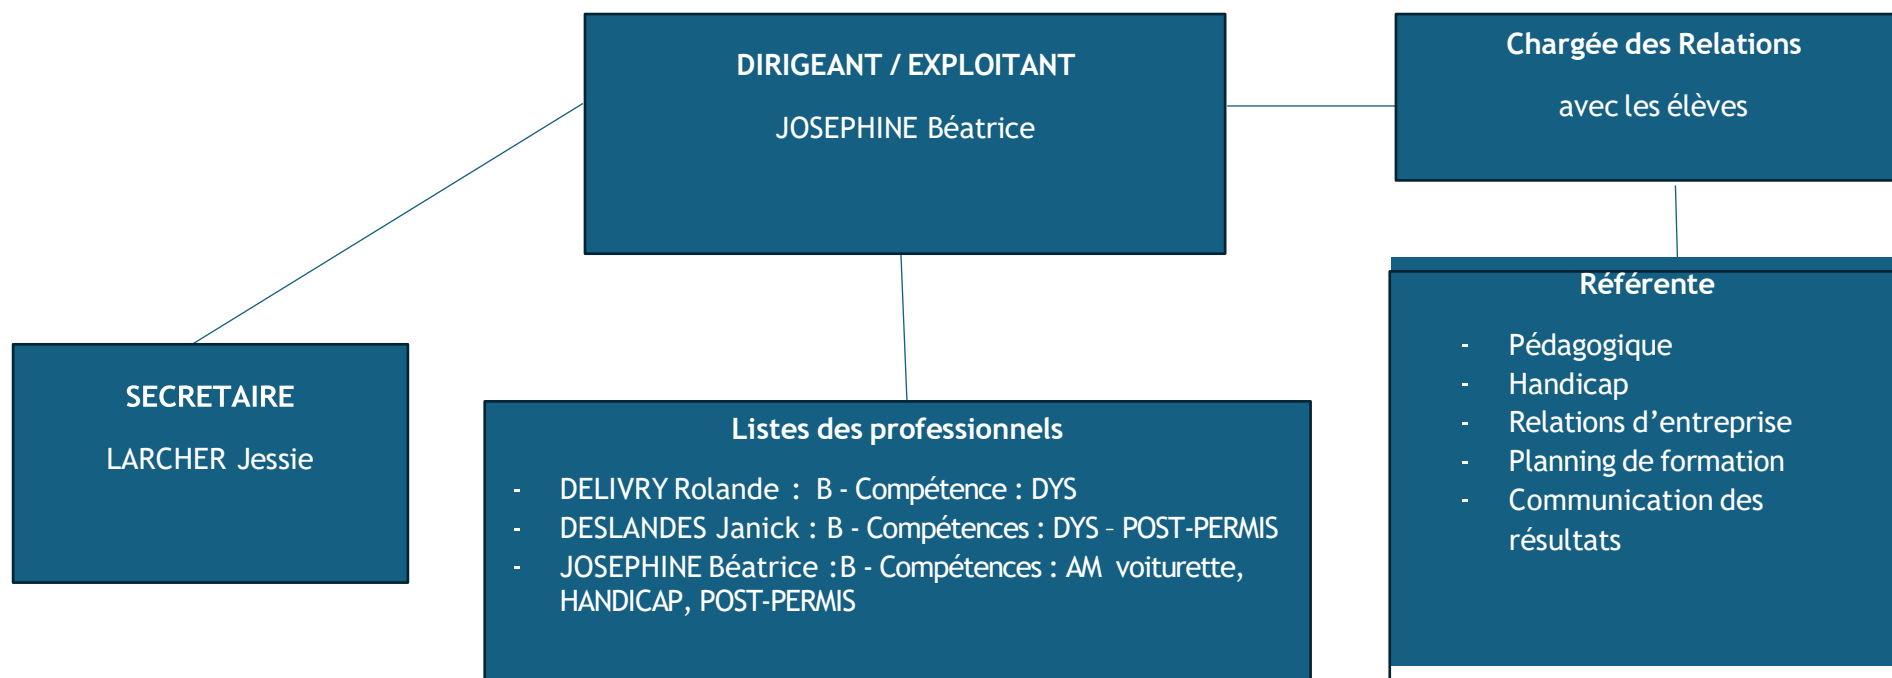 DIRIGEANT / EXPLOITANT
JOSEPHINE Béatrice
Chargée des Relations
avec les élèves
SECRETAIRE
LARCHER Jessie
Listes des professionnels
- DELIVRY Rolande : B - Compétence : DYS
- DESLANDES Janick : B - Compétences : DYS – POST-PERMIS
- JOSEPHINE Béatrice :B - Compétences : AM voiturette,
HANDICAP, POST-PERMIS
Référente
- Pédagogique
- Handicap
- Relations d’entreprise
- Planning de formation
- Communication des
résultats